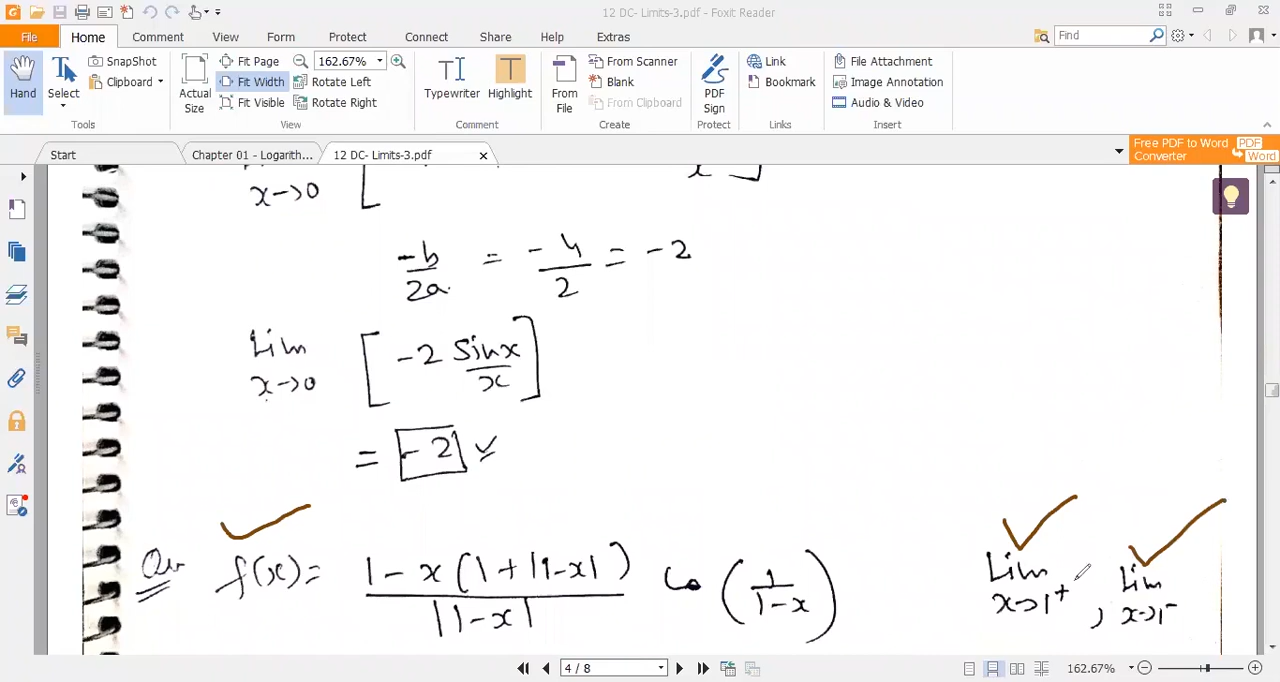 12 DC- Limits-3.pdf - Foxit Reader
File Home Comment View Form Protect Connect Share Help Extras Find
SnapShot Fit Page 162.67% From Scanner Link File Attachment
Clipboard Fit Width Rotate Left Blank Bookmark Image Annotation
Hand Select Actual Size Fit Visible Rotate Right Typewriter Highlight From File From Clipboard PDF Sign Audio & Video
Tools View Comment Create Protect Links Insert
Start Chapter 01 - Logarith... 12 DC- Limits-3.pdf
Free PDF to Word Converter PDF Word
x→0 [ x ]
-b/2a = -4/2 = -2
Lim x→0 [ -2 Sinx/x ]
= -2
Qu f(x) = 1-x(1+|1-x|)/|1-x| Cos (1/1-x) Lim x→1+ , Lim x→1-
4 / 8 162.67%